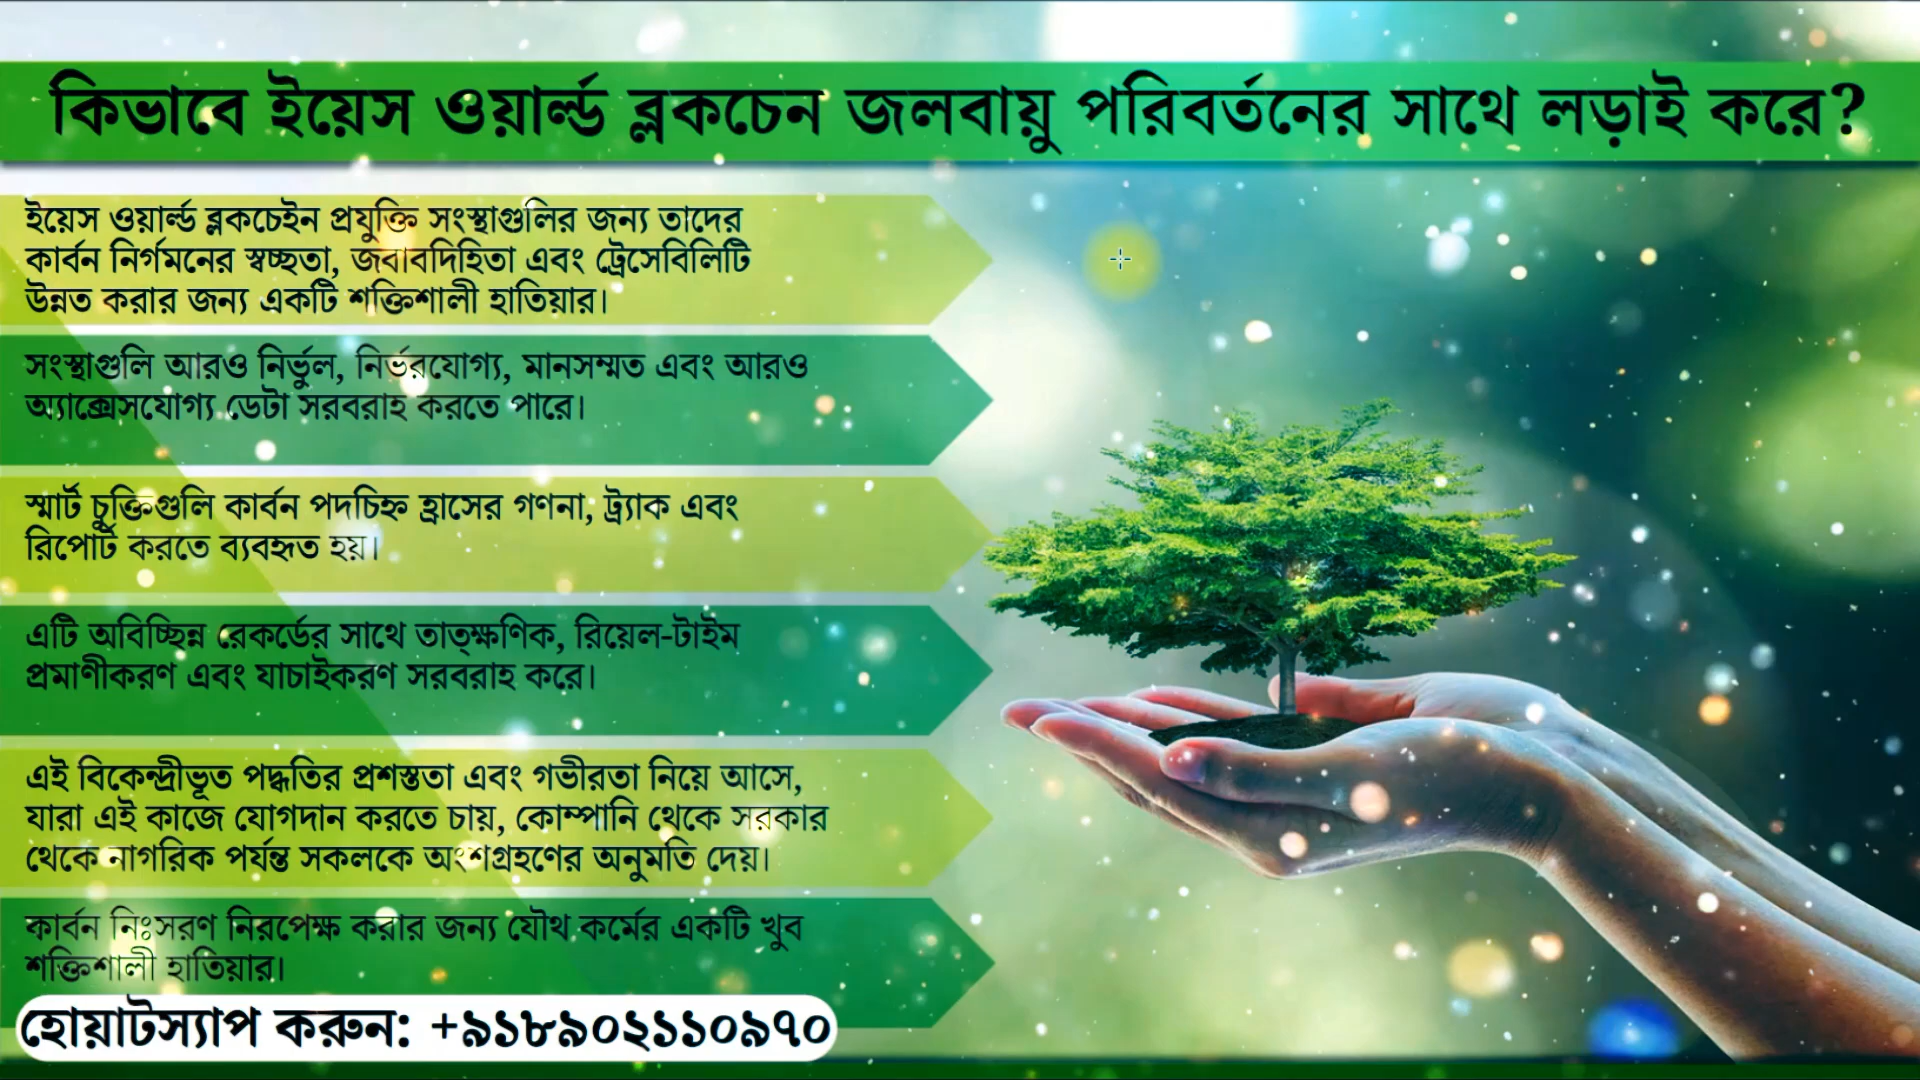 কিভাবে ইয়েস ওয়ার্ল্ড ব্লকচেন জলবায়ু পরিবর্তনের সাথে লড়াই করে?
ইয়েস ওয়ার্ল্ড ব্লকচেইন প্রযুক্তি সংস্থাগুলির জন্য তাদের
কার্বন নির্গমনের স্বচ্ছতা, জবাবদিহিতা এবং ট্রেসেবিলিটি
উন্নত করার জন্য একটি শক্তিশালী হাতিয়ার।
সংস্থাগুলি আরও নির্ভুল, নির্ভরযোগ্য, মানসম্মত এবং আরও
অ্যাক্সেসযোগ্য ডেটা সরবরাহ করতে পারে।
স্মার্ট চুক্তিগুলি কার্বন পদচিহ্ন হ্রাসের গণনা, ট্র্যাক এবং
রিপোর্ট করতে ব্যবহৃত হয়।
এটি অবিচ্ছিন্ন রেকর্ডের সাথে তাত্ক্ষণিক, রিয়েল-টাইম
প্রমাণীকরণ এবং যাচাইকরণ সরবরাহ করে।
এই বিকেন্দ্রীভূত পদ্ধতির প্রশস্ততা এবং গভীরতা নিয়ে আসে,
যারা এই কাজে যোগদান করতে চায়, কোম্পানি থেকে সরকার
থেকে নাগরিক পর্যন্ত সকলকে অংশগ্রহণের অনুমতি দেয়।
কার্বন নিঃসরণ নিরপেক্ষ করার জন্য যৌথ কর্মের একটি খুব
শক্তিশালী হাতিয়ার।
হোয়াটস্যাপ করুন: +৯১৮৯০২১১০৯৭০